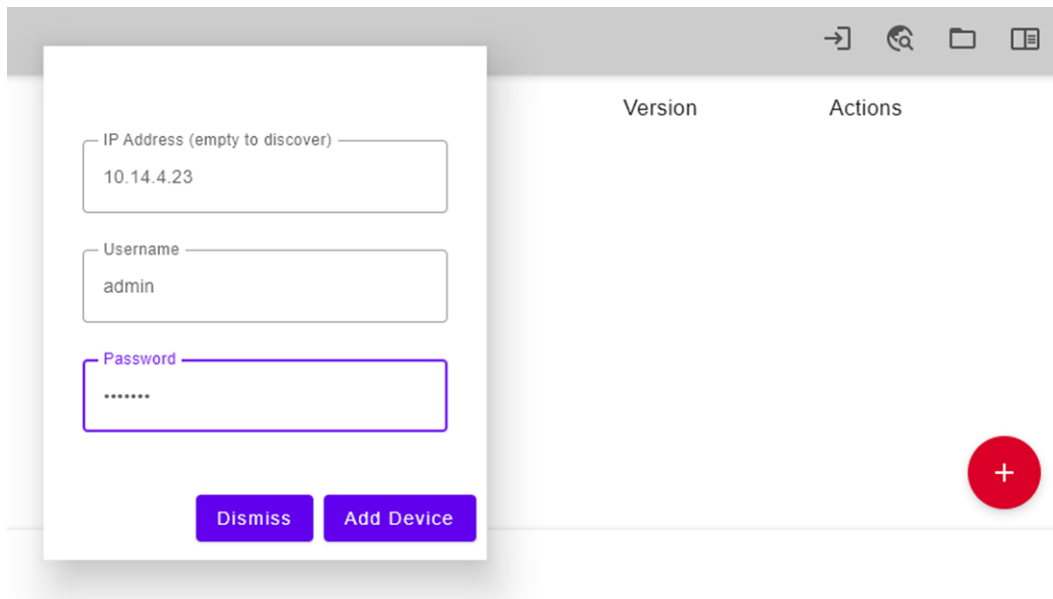 Version Actions
IP Address (empty to discover)
10.14.4.23
Username
admin
Password
•••••••
Dismiss Add Device
+